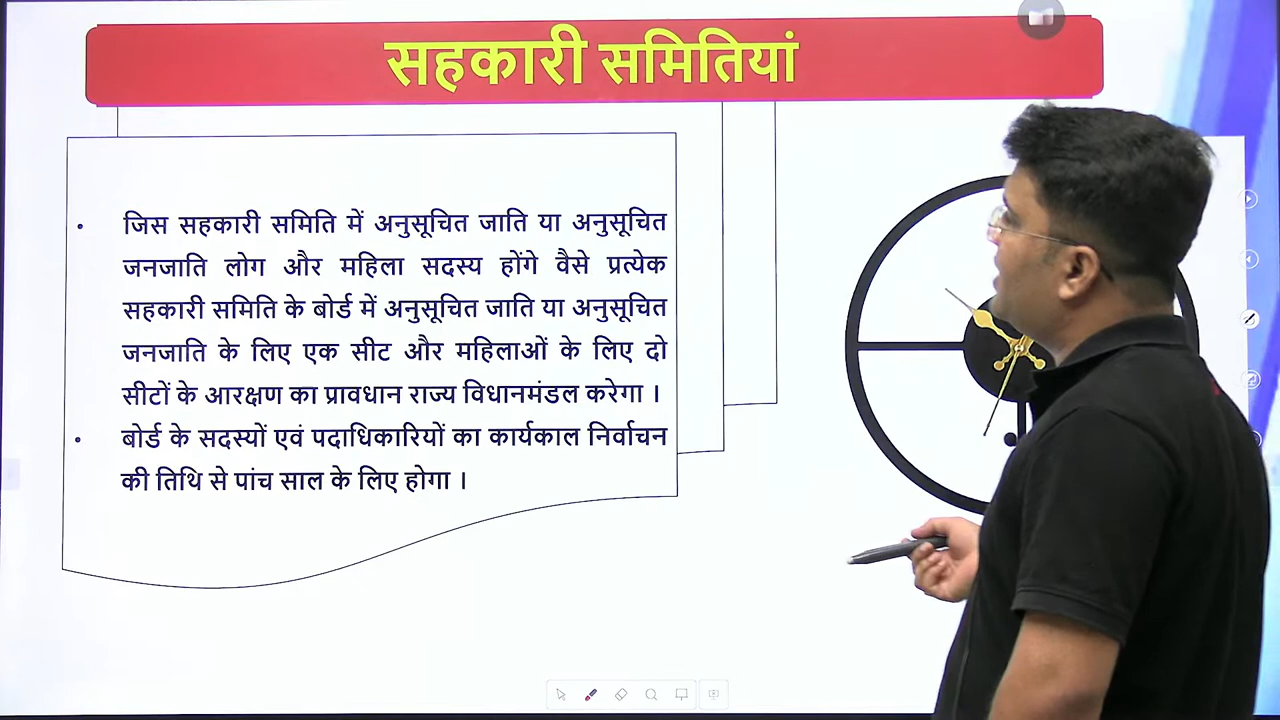 सहकारी समितियां
• जिस सहकारी समिति में अनुसूचित जाति या अनुसूचित
जनजाति लोग और महिला सदस्य होंगे वैसे प्रत्येक
सहकारी समिति के बोर्ड में अनुसूचित जाति या अनुसूचित
जनजाति के लिए एक सीट और महिलाओं के लिए दो
सीटों के आरक्षण का प्रावधान राज्य विधानमंडल करेगा ।
• बोर्ड के सदस्यों एवं पदाधिकारियों का कार्यकाल निर्वाचन
की तिथि से पांच साल के लिए होगा ।